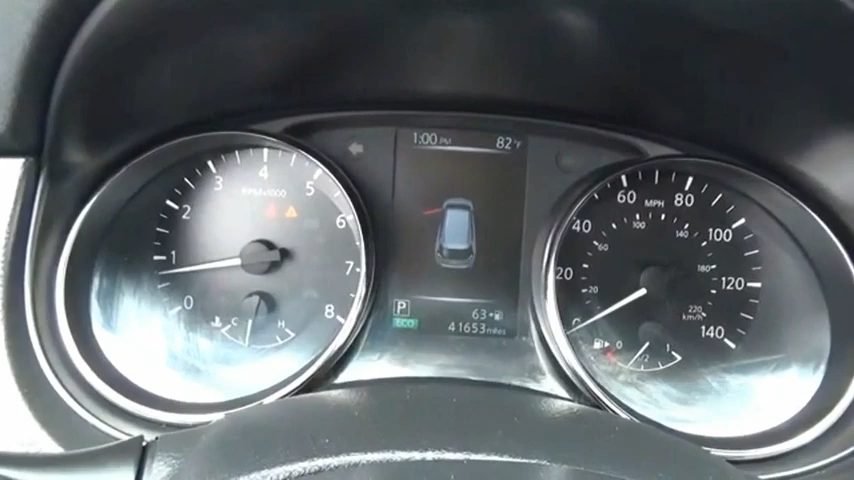 1:00 PM 82°F
P 63
ECO 41653 miles
RPM×1000
0 1 2 3 4 5 6 7 8
C H
MPH
0 20 40 60 80 100 120 140
20 60 100 140 180 220
km/h
0 1/2 1